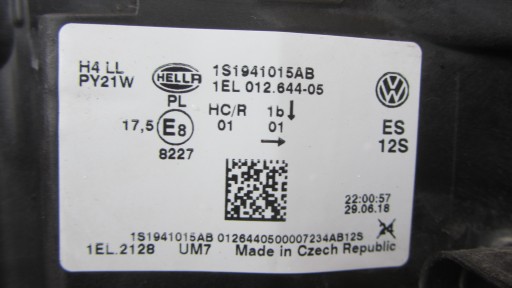 H4 LL HELLA 1S1941015AB
PY21W 1EL 012.644-05
PL HC/R 1b↓
17,5 E8 01 01 ES
8227 → 12S
22:00:57
29.06.18
1S1941015AB 0126440500007234AB12S
1EL.2128 UM7 Made in Czech Republic